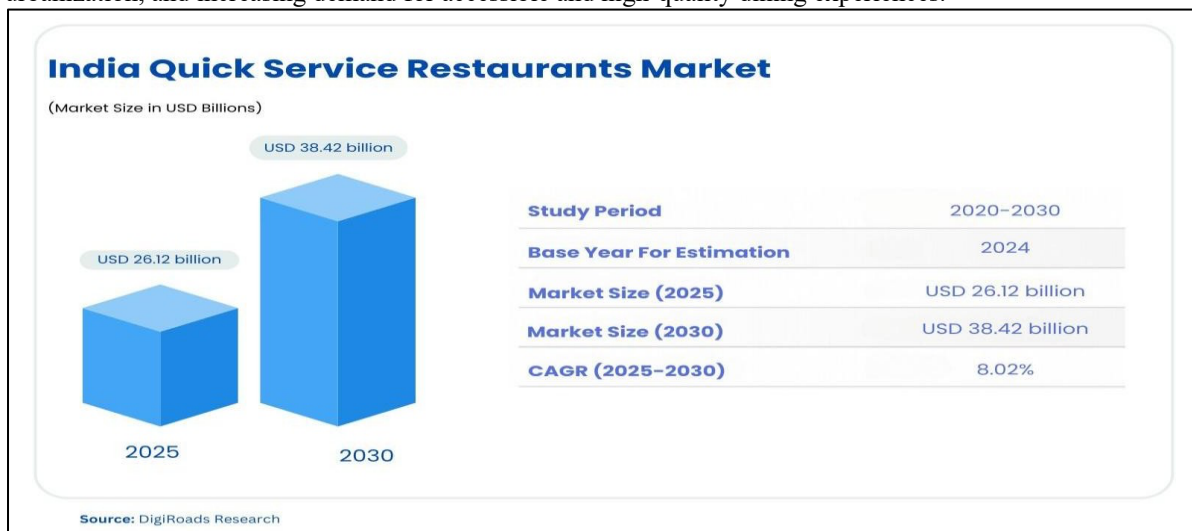 India Quick Service Restaurants Market
(Market Size in USD Billions)
USD 38.42 billion
USD 26.12 billion
2025
2030
Study Period 2020-2030
Base Year For Estimation 2024
Market Size (2025) USD 26.12 billion
Market Size (2030) USD 38.42 billion
CAGR (2025-2030) 8.02%
Source: DigiRoads Research